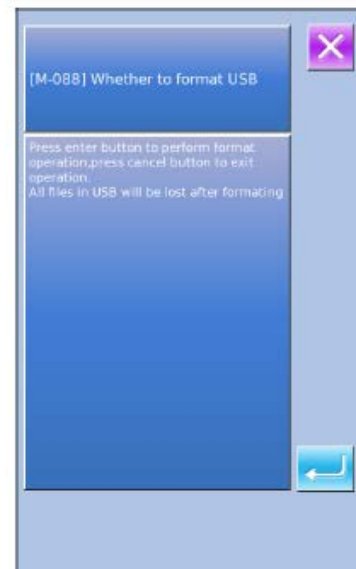 [M-088] Whether to format USB
Press enter button to perform format
operation,press cancel button to exit
operation.
All files in USB will be lost after formating